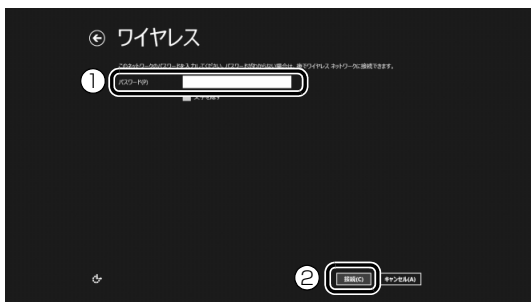 ワイヤレス
このネットワークのパスワードを入力してください。パスワードがわからない場合は、後でワイヤレス ネットワークに接続できます。
①
パスワード(P)
文字を表示
②
接続(C)
キャンセル(A)